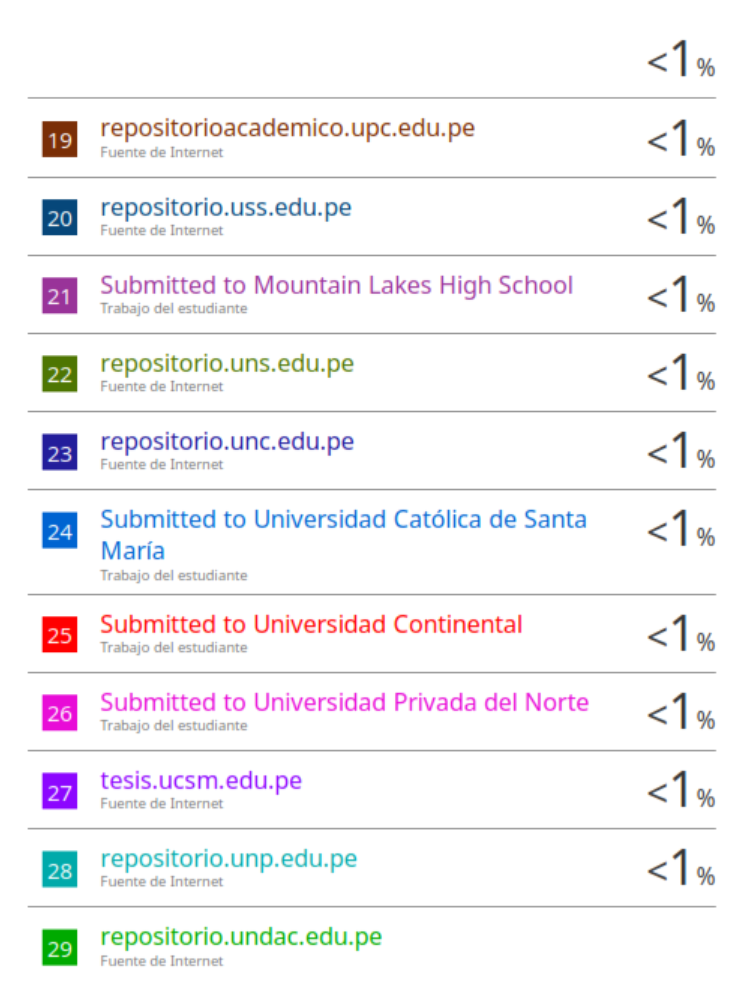 <1%
19 repositorioacademico.upc.edu.pe <1%
Fuente de Internet
20 repositorio.uss.edu.pe <1%
Fuente de Internet
21 Submitted to Mountain Lakes High School <1%
Trabajo del estudiante
22 repositorio.uns.edu.pe <1%
Fuente de Internet
23 repositorio.unc.edu.pe <1%
Fuente de Internet
24 Submitted to Universidad Católica de Santa <1%
María
Trabajo del estudiante
25 Submitted to Universidad Continental <1%
Trabajo del estudiante
26 Submitted to Universidad Privada del Norte <1%
Trabajo del estudiante
27 tesis.ucsm.edu.pe <1%
Fuente de Internet
28 repositorio.unp.edu.pe <1%
Fuente de Internet
29 repositorio.undac.edu.pe
Fuente de Internet